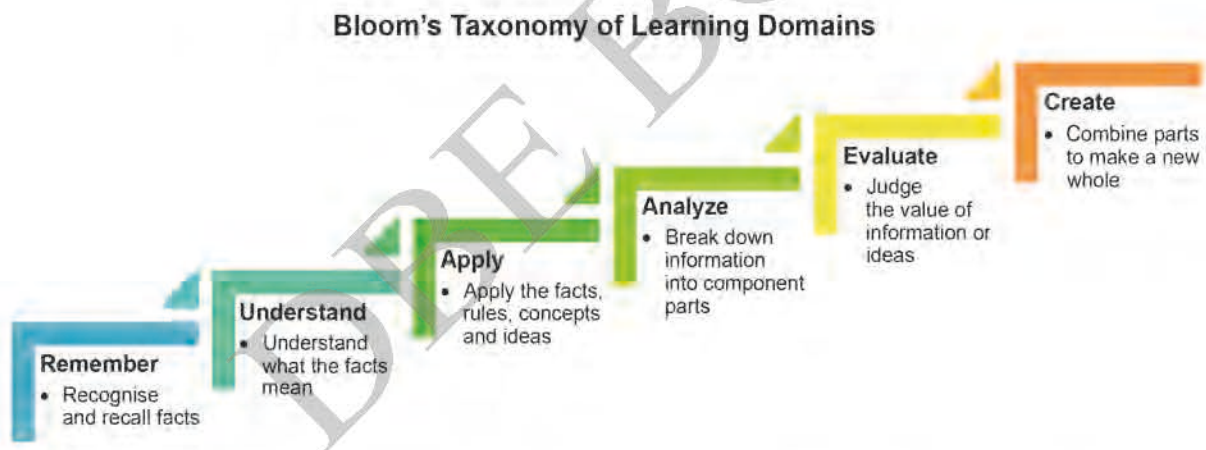 Bloom's Taxonomy of Learning Domains
Remember
• Recognise
and recall facts
Understand
• Understand
what the facts
mean
Apply
• Apply the facts,
rules, concepts
and ideas
Analyze
• Break down
information
into component
parts
Evaluate
• Judge
the value of
information or
ideas
Create
• Combine parts
to make a new
whole
DBE B